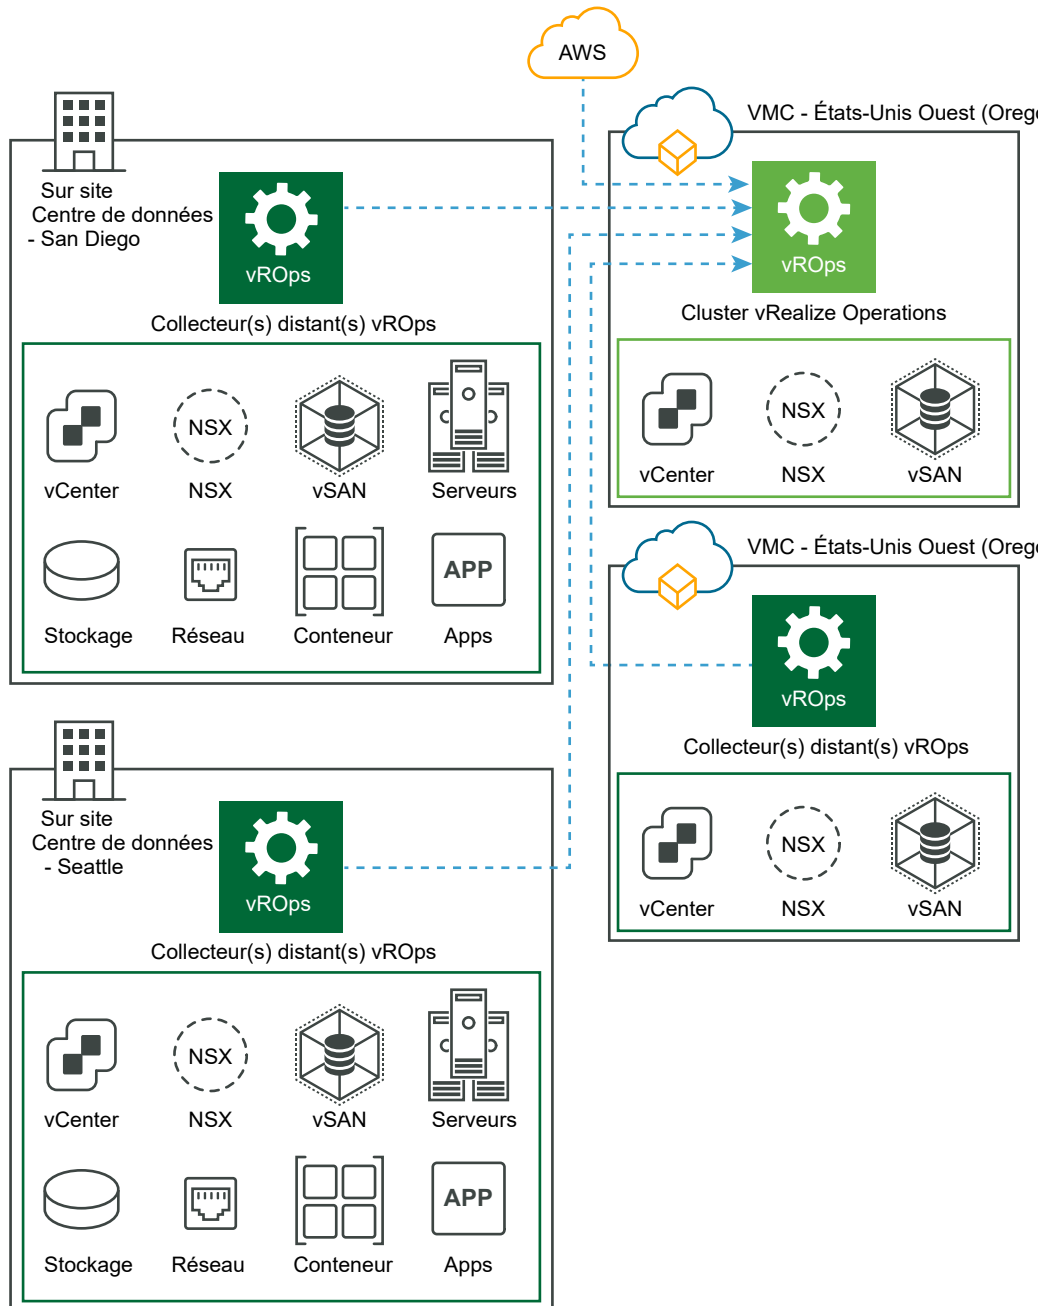 AWS
Sur site
Centre de données
- San Diego
vROps
Collecteur(s) distant(s) vROps
vCenter
NSX
NSX
vSAN
Serveurs
Stockage
Réseau
Conteneur
APP
Apps
VMC - États-Unis Ouest (Orego
vROps
Cluster vRealize Operations
vCenter
NSX
NSX
vSAN
VMC - États-Unis Ouest (Orego
vROps
Collecteur(s) distant(s) vROps
vCenter
NSX
NSX
vSAN
Sur site
Centre de données
- Seattle
vROps
Collecteur(s) distant(s) vROps
vCenter
NSX
NSX
vSAN
Serveurs
Stockage
Réseau
Conteneur
APP
Apps